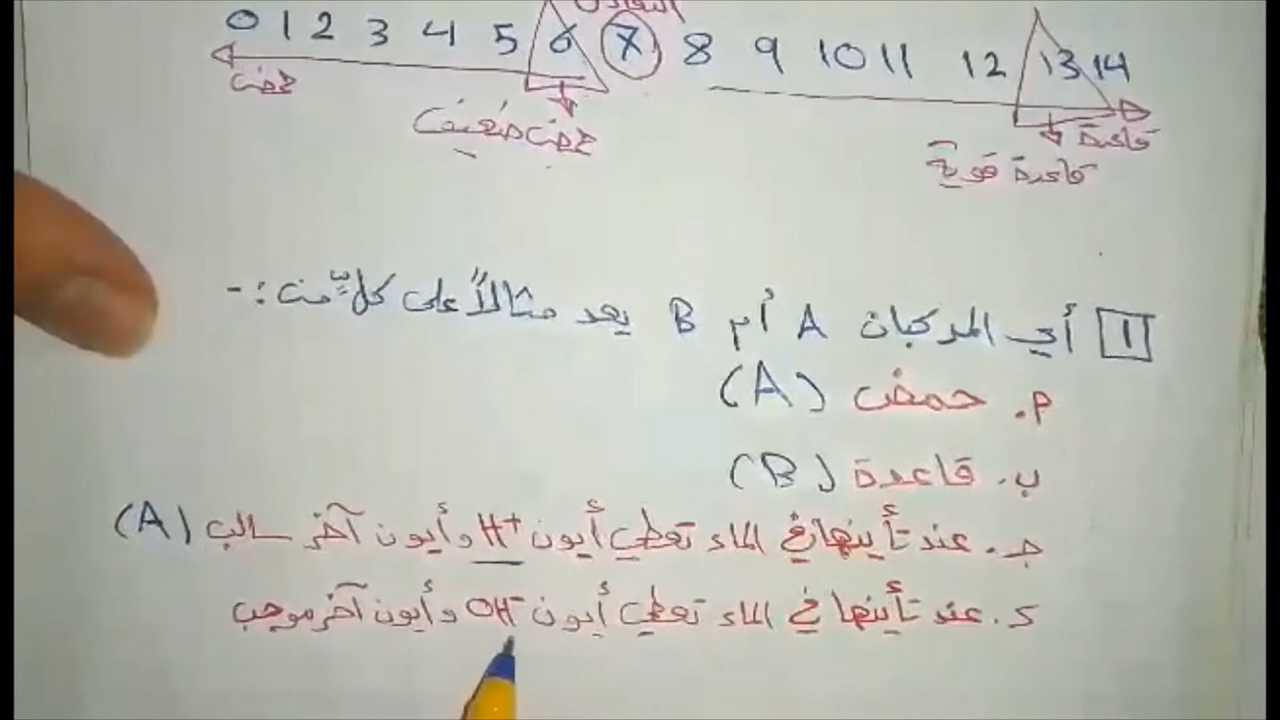 التعادل
0 1 2 3 4 5 6 7 8 9 10 11 12 13 14
حمض
قاعدة
حمض ضعيف
قاعدة قوية
1 أي المركبات A أم B يعد مثالاً على كلٍّ من :-
م. حمض (A)
ب. قاعدة (B)
جـ. عند تأينها في الماء تعطي أيون H+ وأيون آخر سالب (A)
د. عند تأينها في الماء تعطي أيون OH- وأيون آخر موجب